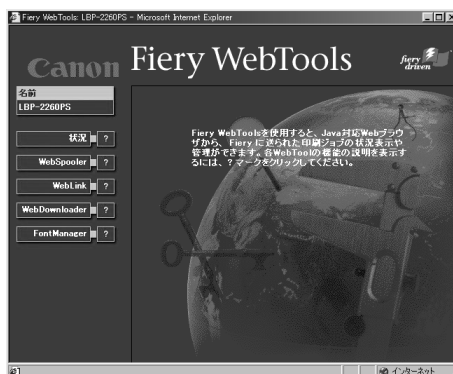 Fiery WebTools: LBP-2260PS - Microsoft Internet Explorer
Canon
Fiery WebTools
fiery driven
名前
LBP-2260PS
状況 ?
WebSpooler ?
WebLink ?
WebDownloader ?
FontManager ?
Fiery WebToolsを使用すると、Java対応Webブラウ
ザから、Fiery に送られた印刷ジョブの状況表示や
管理ができます。各WebToolの機能の説明を表示す
るには、? マークをクリックしてください。
インターネット